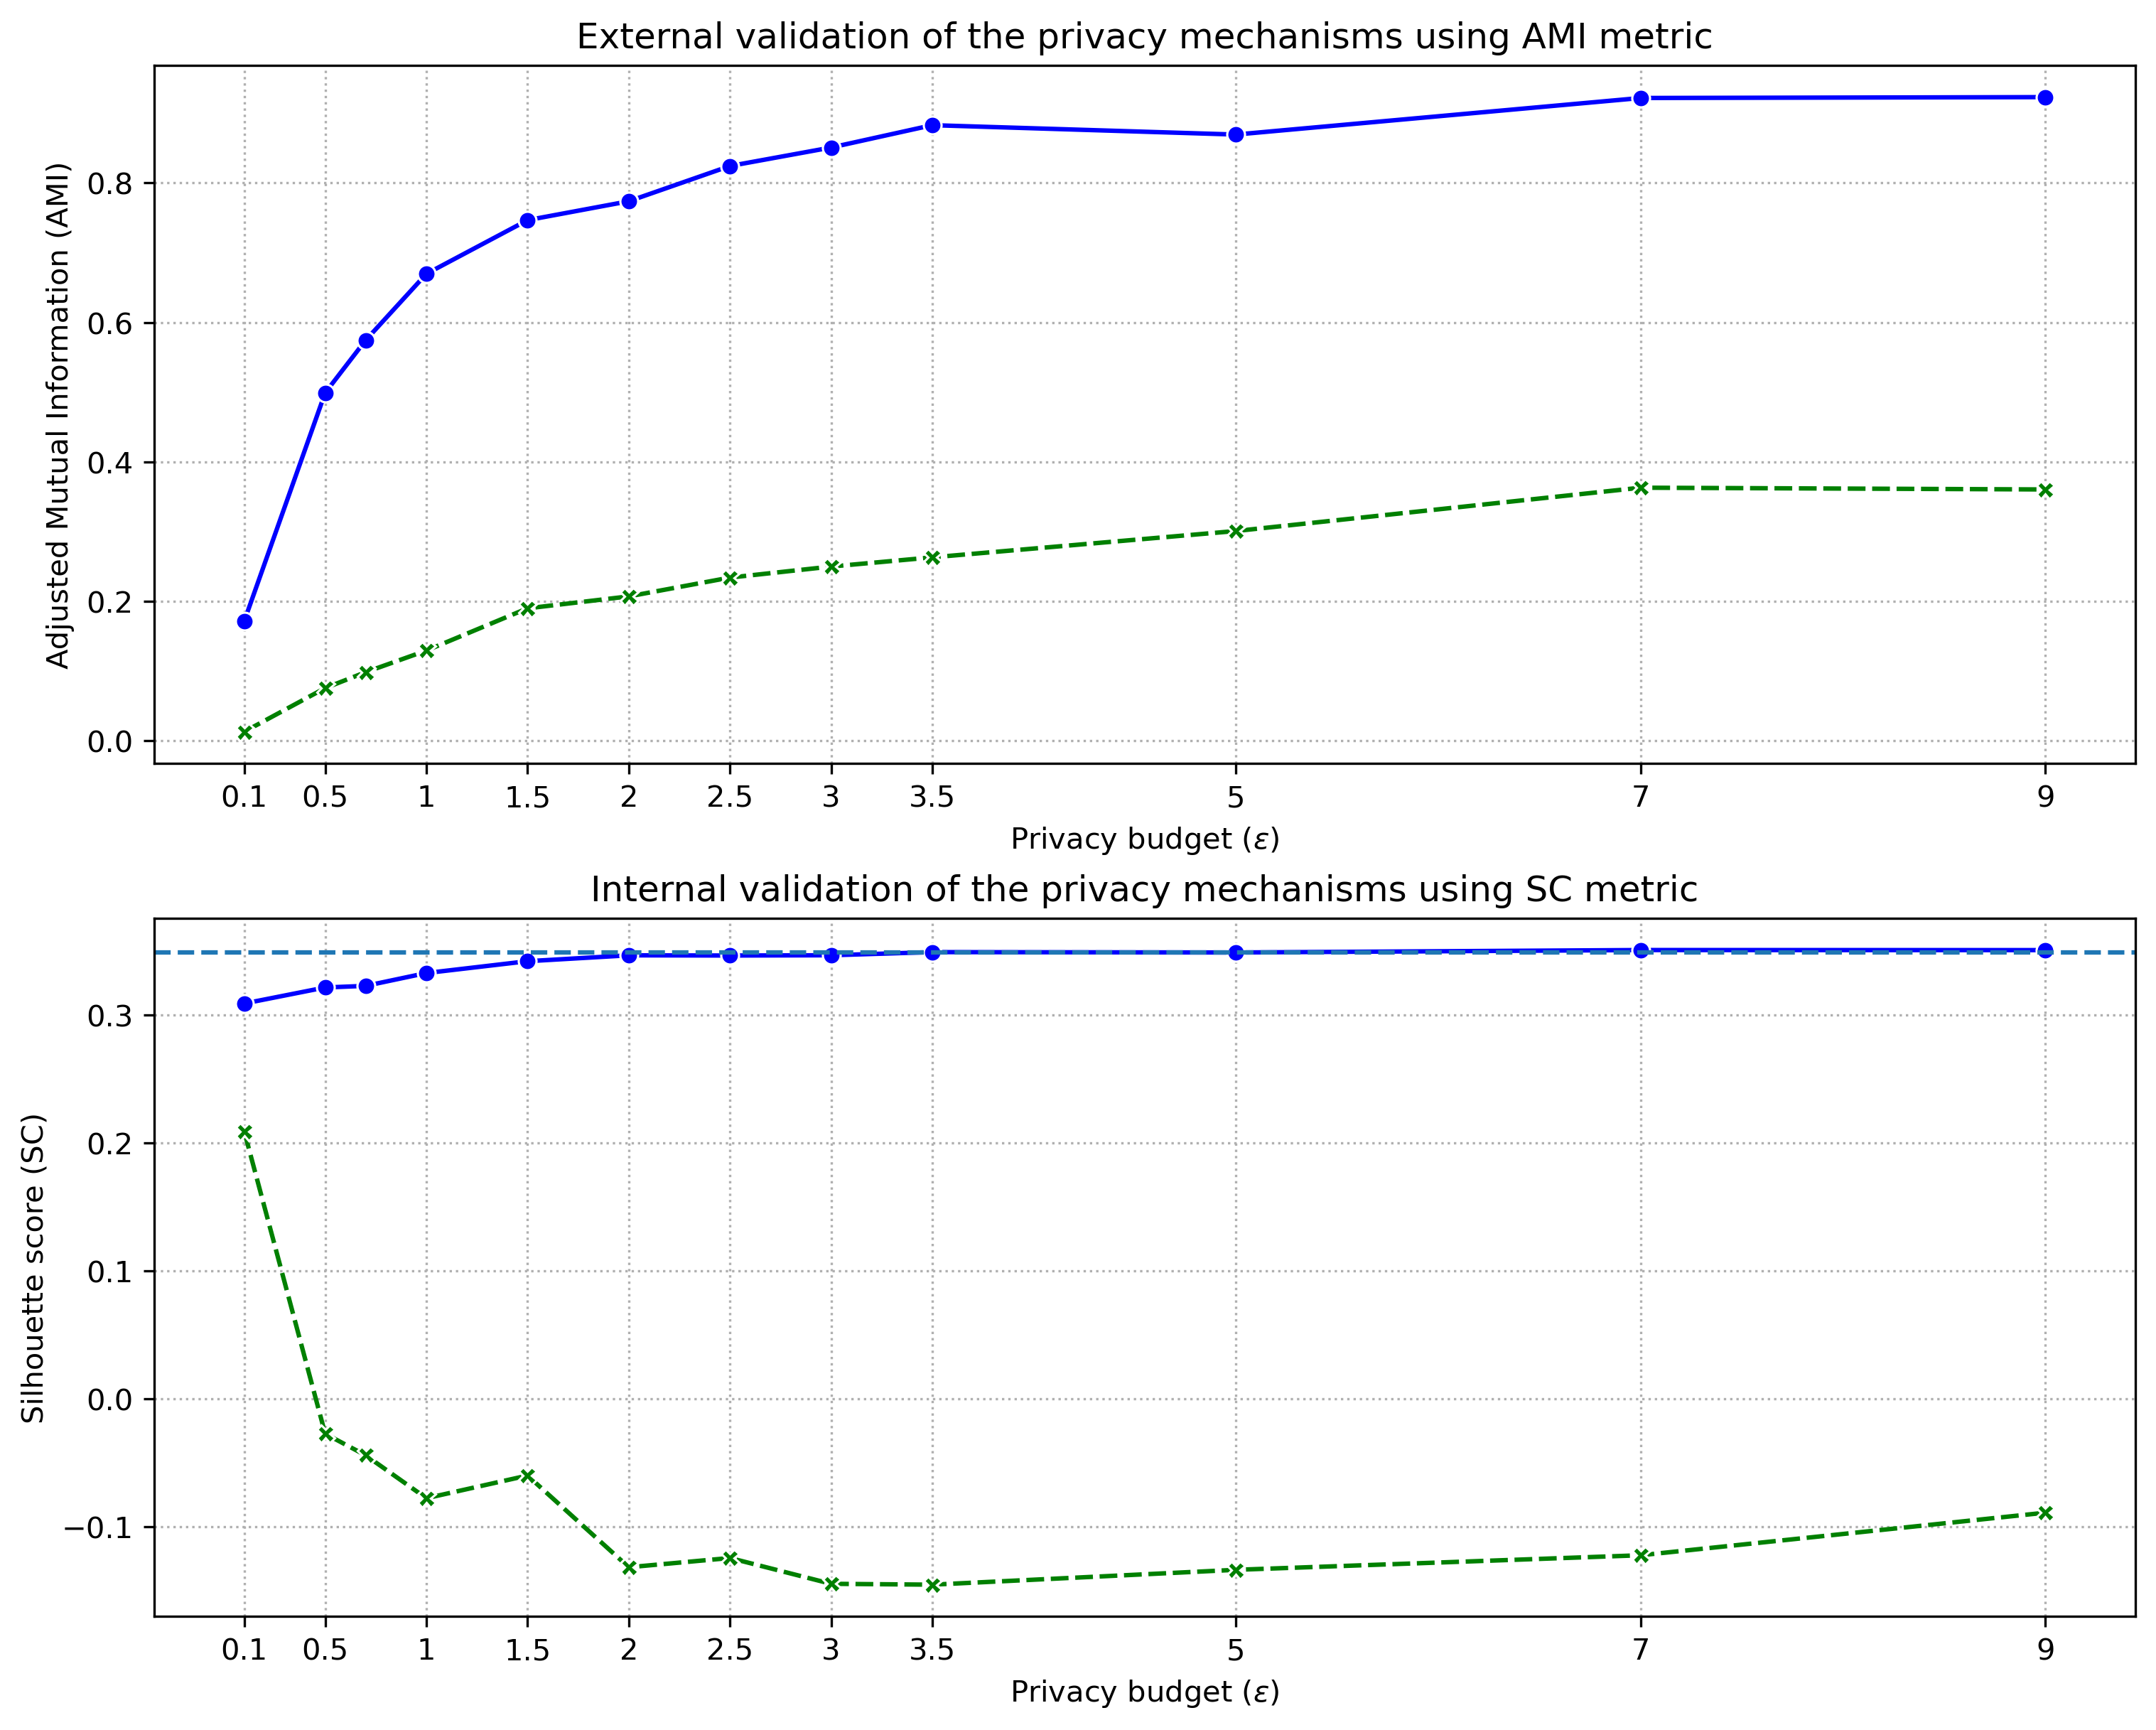 External validation of the privacy mechanisms using AMI metric
Adjusted Mutual Information (AMI)
0.8
0.6
0.4
0.2
0.0
0.1 0.5 1 1.5 2 2.5 3 3.5 5 7 9
Privacy budget (ε)
Internal validation of the privacy mechanisms using SC metric
Silhouette score (SC)
0.3
0.2
0.1
0.0
−0.1
0.1 0.5 1 1.5 2 2.5 3 3.5 5 7 9
Privacy budget (ε)